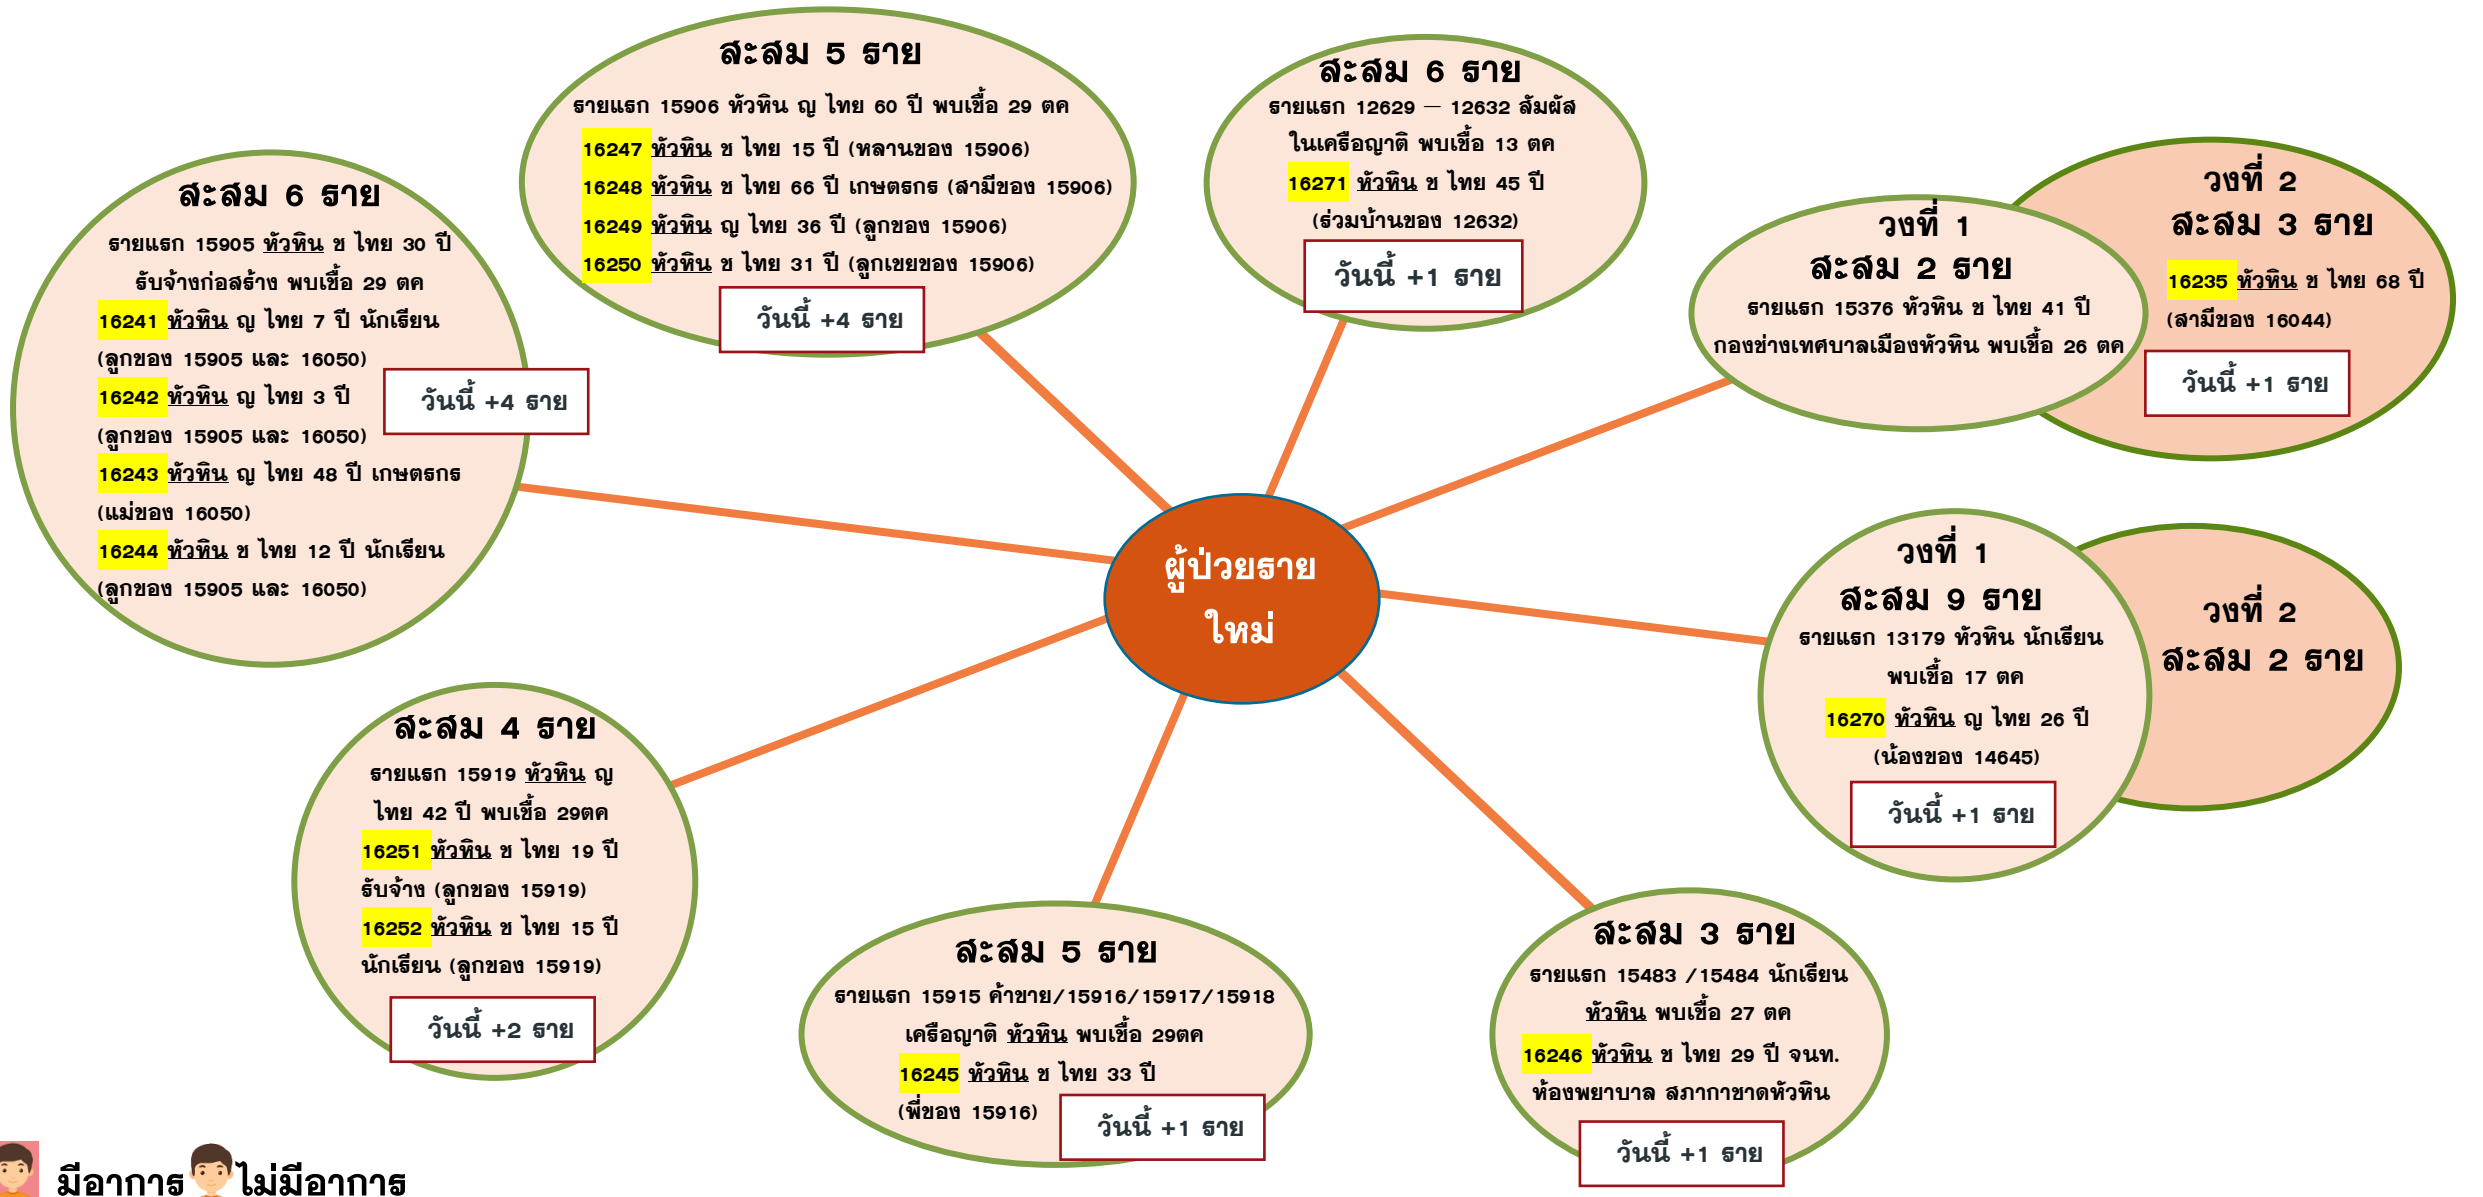 สะสม 6 ราย
รายแรก 15905 หัวหิน ช ไทย 30 ปี
รับจ้างก่อสร้าง พบเชื้อ 29 ตค
16241 หัวหิน ญ ไทย 7 ปี นักเรียน
(ลูกของ 15905 และ 16050)
16242 หัวหิน ญ ไทย 3 ปี
(ลูกของ 15905 และ 16050)
16243 หัวหิน ญ ไทย 48 ปี เกษตรกร
(แม่ของ 16050)
16244 หัวหิน ช ไทย 12 ปี นักเรียน
(ลูกของ 15905 และ 16050)
วันนี้ +4 ราย
สะสม 5 ราย
รายแรก 15906 หัวหิน ญ ไทย 60 ปี พบเชื้อ 29 ตค
16247 หัวหิน ช ไทย 15 ปี (หลานของ 15906)
16248 หัวหิน ช ไทย 66 ปี เกษตรกร (สามีของ 15906)
16249 หัวหิน ญ ไทย 36 ปี (ลูกของ 15906)
16250 หัวหิน ช ไทย 31 ปี (ลูกเขยของ 15906)
วันนี้ +4 ราย
สะสม 6 ราย
รายแรก 12629 – 12632 สัมผัส
ในเครือญาติ พบเชื้อ 13 ตค
16271 หัวหิน ช ไทย 45 ปี
(ร่วมบ้านของ 12632)
วันนี้ +1 ราย
วงที่ 1
สะสม 2 ราย
รายแรก 15376 หัวหิน ช ไทย 41 ปี
กองช่างเทศบาลเมืองหัวหิน พบเชื้อ 26 ตค
วงที่ 2
สะสม 3 ราย
16235 หัวหิน ช ไทย 68 ปี
(สามีของ 16044)
วันนี้ +1 ราย
ผู้ป่วยราย
ใหม่
วงที่ 1
สะสม 9 ราย
รายแรก 13179 หัวหิน นักเรียน
พบเชื้อ 17 ตค
16270 หัวหิน ญ ไทย 26 ปี
(น้องของ 14645)
วันนี้ +1 ราย
วงที่ 2
สะสม 2 ราย
สะสม 4 ราย
รายแรก 15919 หัวหิน ญ
ไทย 42 ปี พบเชื้อ 29ตค
16251 หัวหิน ช ไทย 19 ปี
รับจ้าง (ลูกของ 15919)
16252 หัวหิน ช ไทย 15 ปี
นักเรียน (ลูกของ 15919)
วันนี้ +2 ราย
สะสม 5 ราย
รายแรก 15915 ค้าขาย/15916/15917/15918
เครือญาติ หัวหิน พบเชื้อ 29ตค
16245 หัวหิน ช ไทย 33 ปี
(พี่ของ 15916)
วันนี้ +1 ราย
สะสม 3 ราย
รายแรก 15483 /15484 นักเรียน
หัวหิน พบเชื้อ 27 ตค
16246 หัวหิน ช ไทย 29 ปี จนท.
ห้องพยาบาล สภากาชาดหัวหิน
วันนี้ +1 ราย
มีอาการ ไม่มีอาการ